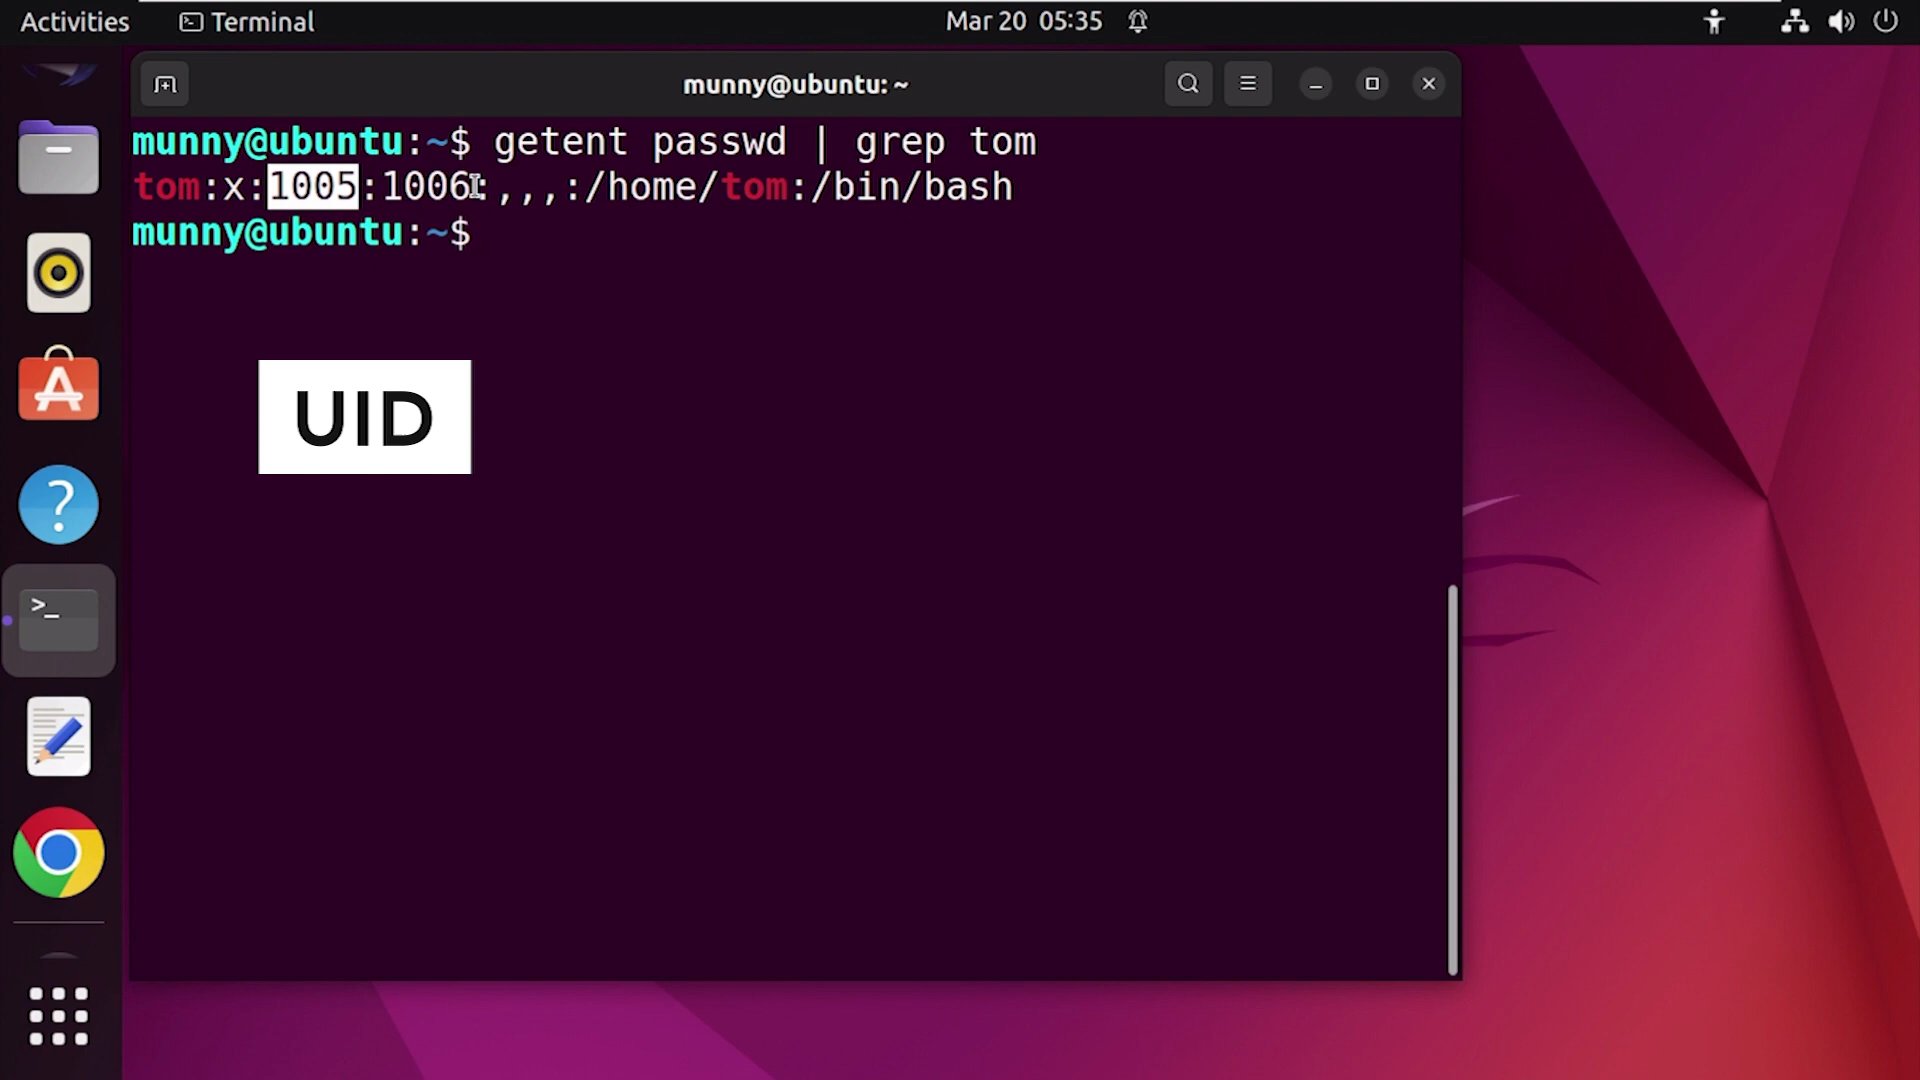 Activities Terminal Mar 20 05:35
munny@ubuntu: ~
munny@ubuntu:~$ getent passwd | grep tom
tom:x:1005:1006:,,,:/home/tom:/bin/bash
munny@ubuntu:~$
UID